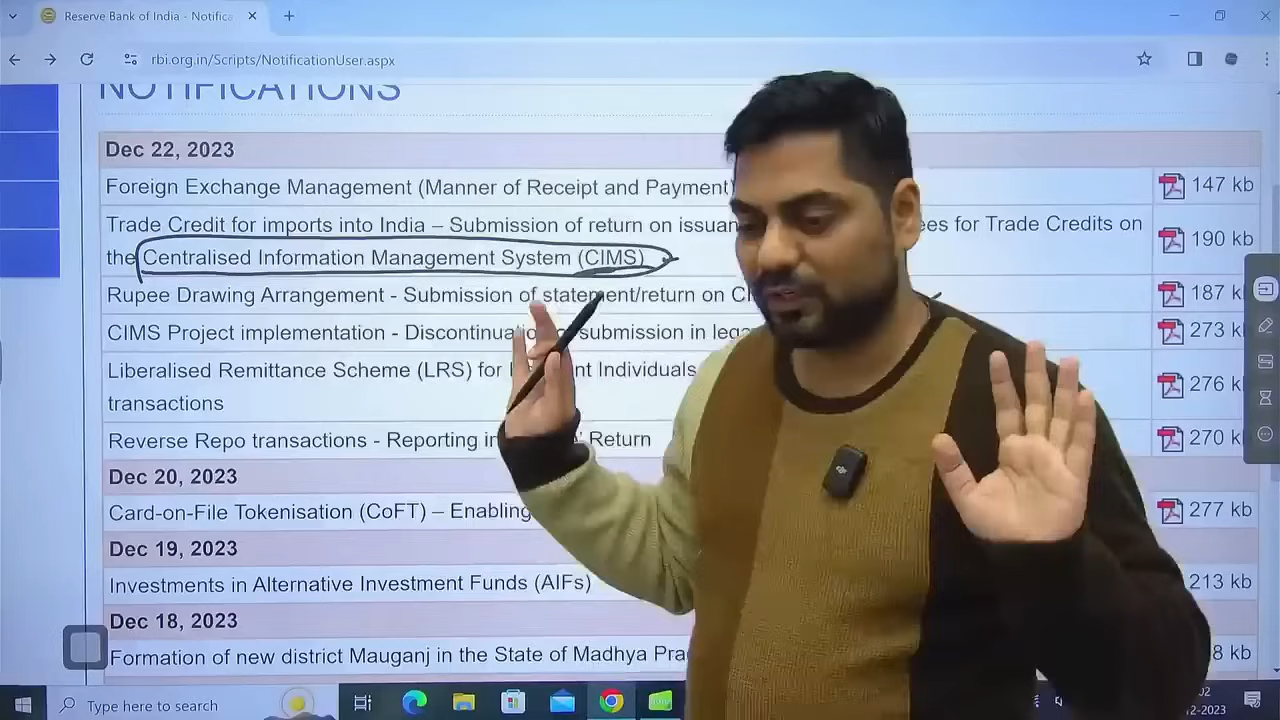 Reserve Bank of India - Notifica
rbi.org.in/Scripts/NotificationUser.aspx
NOTIFICATIONS
Dec 22, 2023
Foreign Exchange Management (Manner of Receipt and Payment) 147 kb
Trade Credit for imports into India – Submission of return on issuan for Trade Credits on
the Centralised Information Management System (CIMS) 190 kb
Rupee Drawing Arrangement - Submission of statement/return on 187 k
CIMS Project implementation - submission in 273 k
Liberalised Remittance Scheme (LRS) for Individuals
transactions 276 k
Reverse Repo transactions - Reporting in Return 270 k
Dec 20, 2023
Card-on-File Tokenisation (CoFT) – Enabling 277 kb
Dec 19, 2023
Investments in Alternative Investment Funds (AIFs) 213 kb
Dec 18, 2023
Formation of new district Mauganj in the State of Madhya Pra 8 kb
Type here to search
-2023